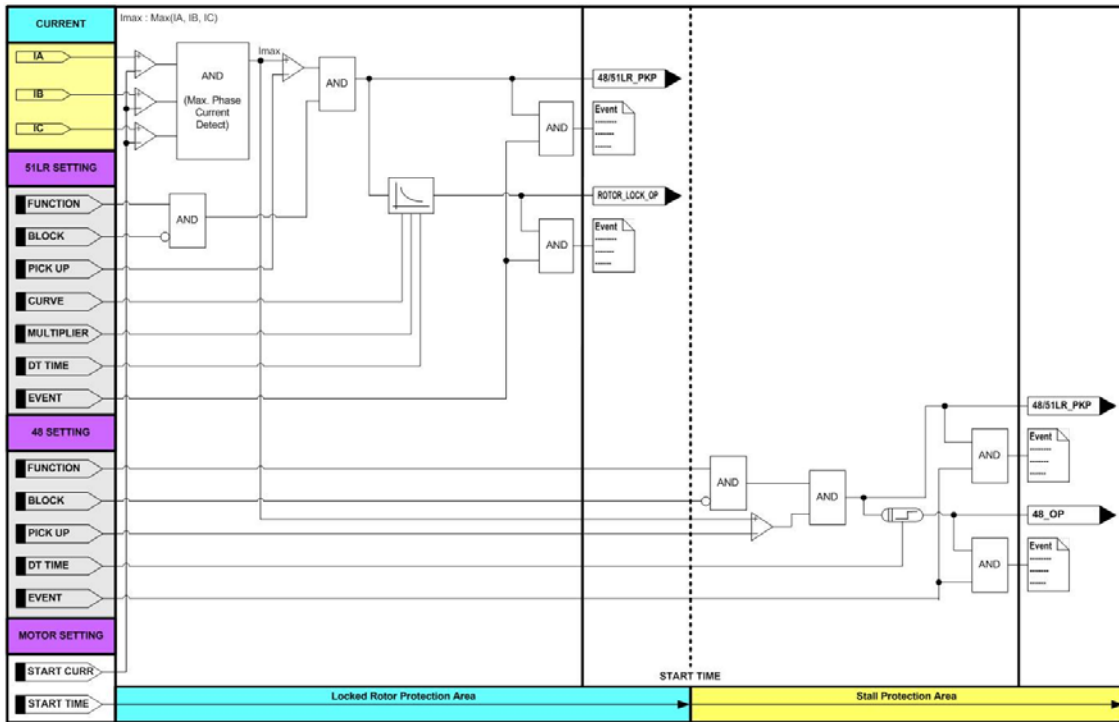 CURRENT
Imax : Max(IA, IB, IC)
IA
IB
IC
AND
(Max. Phase
Current
Detect)
Imax
AND
48/51LR_PKP
AND
Event
51LR SETTING
FUNCTION
BLOCK
PICK UP
CURVE
MULTIPLIER
DT TIME
EVENT
AND
ROTOR_LOCK_OP
AND
Event
48 SETTING
FUNCTION
BLOCK
PICK UP
DT TIME
EVENT
AND
AND
48/51LR_PKP
AND
Event
48_OP
AND
Event
MOTOR SETTING
START CURR
START TIME
START TIME
Locked Rotor Protection Area
Stall Protection Area